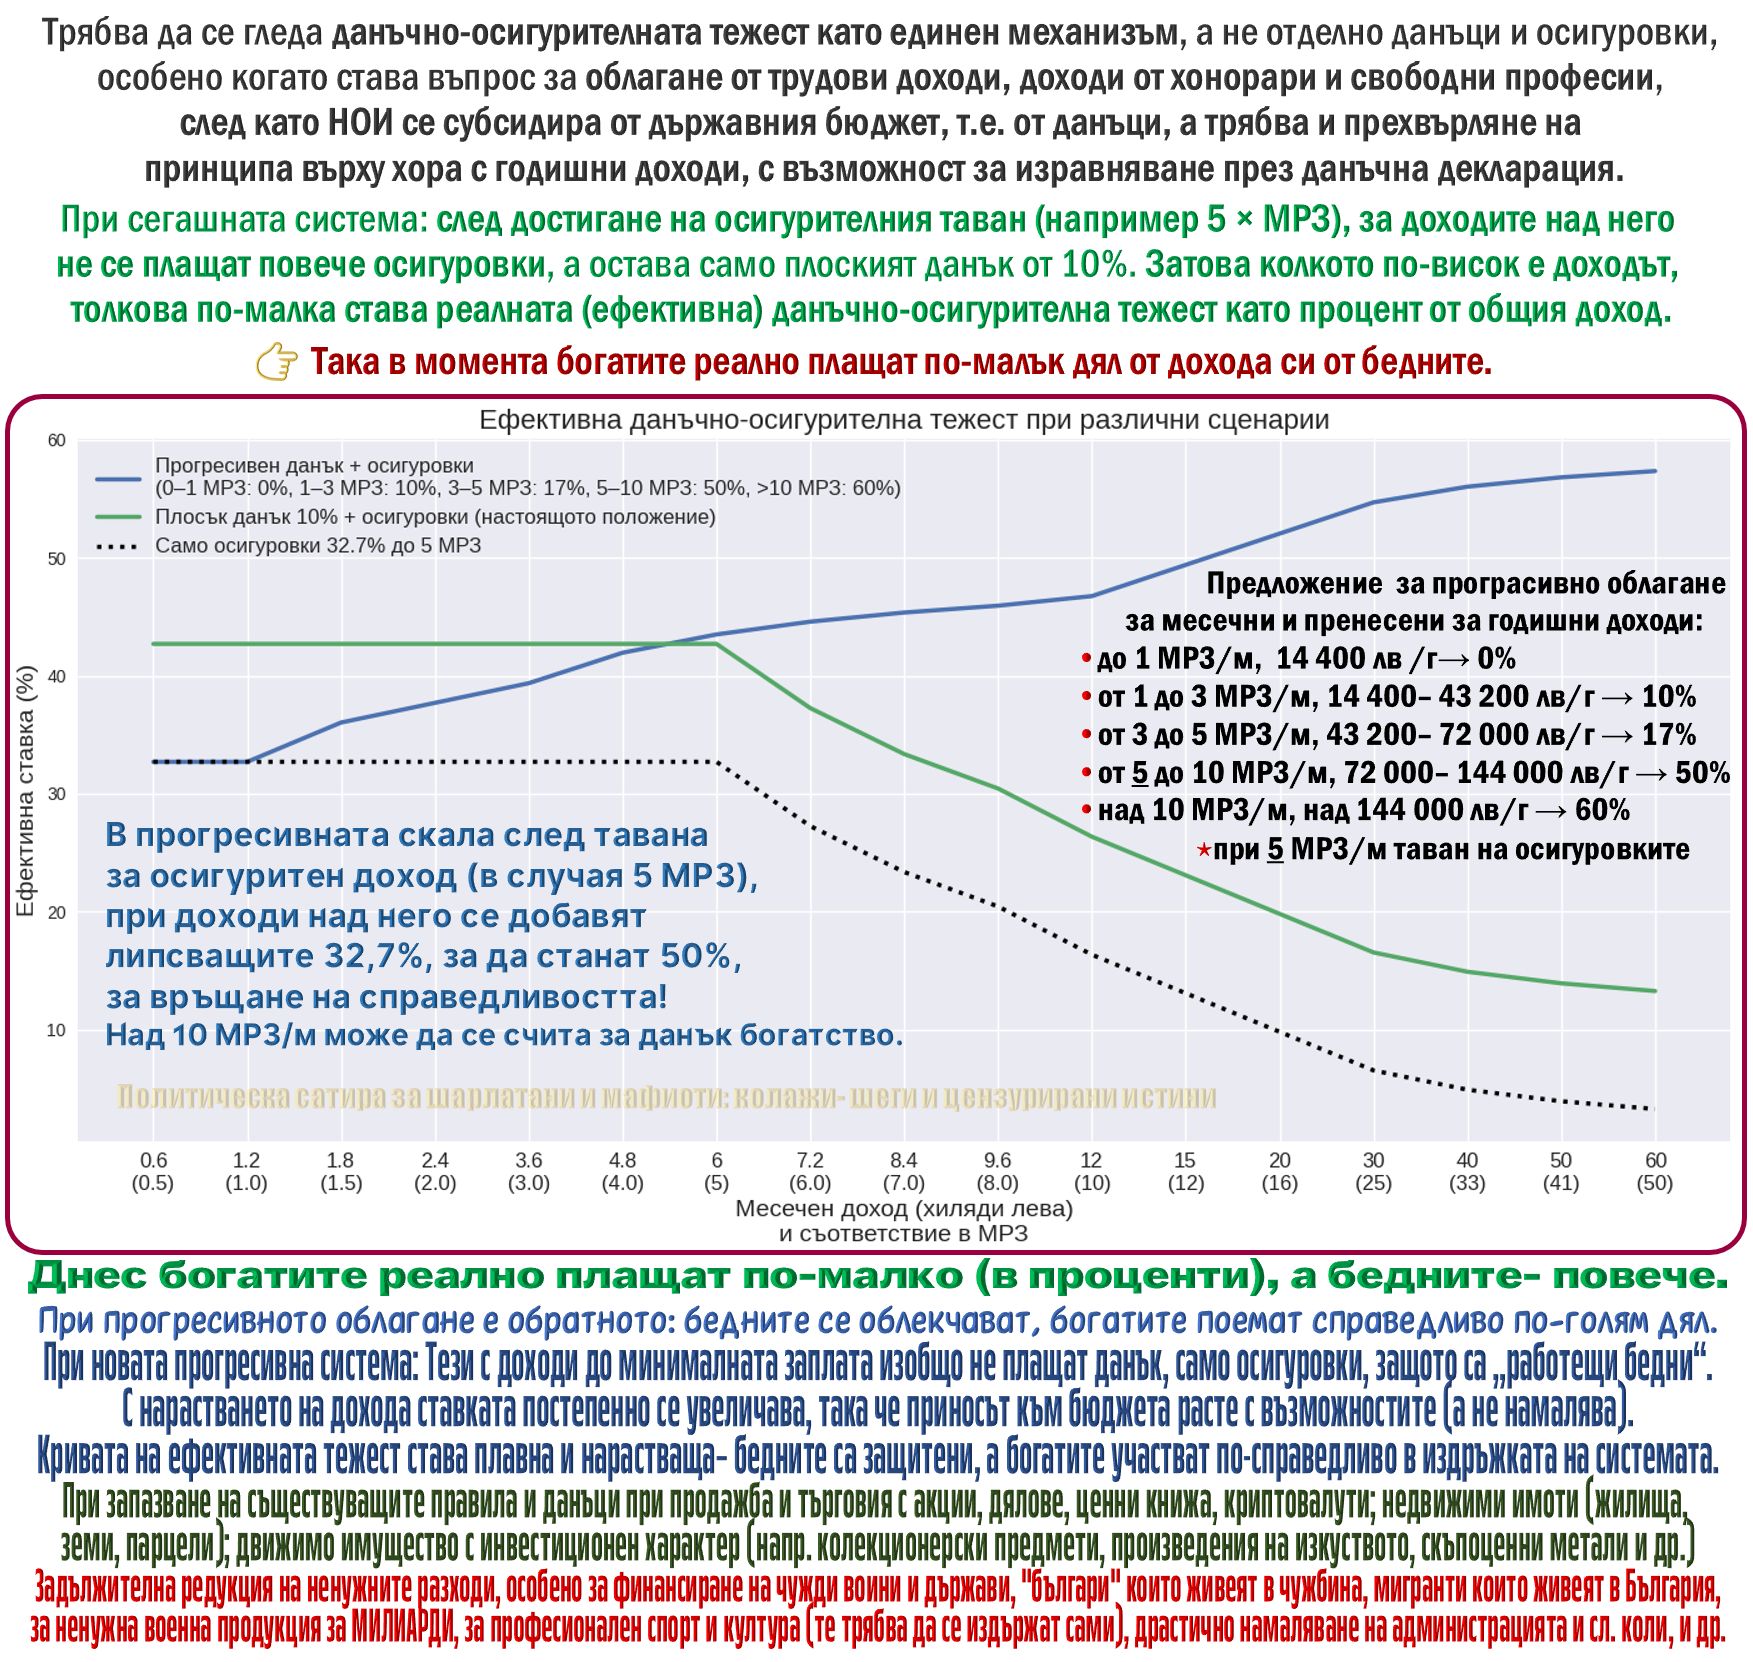 Трябва да се гледа данъчно-осигурителната тежест като единен механизъм, а не отделно данъци и осигуровки,
особено когато става въпрос за облагане от трудови доходи, доходи от хонорари и свободни професии,
след като НОИ се субсидира от държавния бюджет, т.е. от данъци, а трябва и прехвърляне на
принципа върху хора с годишни доходи, с възможност за изравняване през данъчна декларация.
При сегашната система: след достигане на осигурителния таван (например 5 × МРЗ), за доходите над него
не се плащат повече осигуровки, а остава само плоският данък от 10%. Затова колкото по-висок е доходът,
толкова по-малка става реалната (ефективна) данъчно-осигурителна тежест като процент от общия доход.
👉 Така в момента богатите реално плащат по-малък дял от дохода си от бедните.
Ефективна данъчно-осигурителна тежест при различни сценарии
Прогресивен данък + осигуровки
(0–1 МРЗ: 0%, 1–3 МРЗ: 10%, 3–5 МРЗ: 17%, 5–10 МРЗ: 50%, >10 МРЗ: 60%)
Плосък данък 10% + осигуровки (настоящото положение)
Само осигуровки 32.7% до 5 МРЗ
Ефективна ставка (%)
60
50
40
30
20
10
Предложение за програсивно облагане
за месечни и пренесени за годишни доходи:
• до 1 МРЗ/м, 14 400 лв /г→ 0%
• от 1 до 3 МРЗ/м, 14 400– 43 200 лв/г → 10%
• от 3 до 5 МРЗ/м, 43 200– 72 000 лв/г → 17%
• от 5 до 10 МРЗ/м, 72 000– 144 000 лв/г → 50%
• над 10 МРЗ/м, над 144 000 лв/г → 60%
★при 5 МРЗ/м таван на осигуровките
В прогресивната скала след тавана
за осигуритен доход (в случая 5 МРЗ),
при доходи над него се добавят
липсващите 32,7%, за да станат 50%,
за връщане на справедливостта!
Над 10 МРЗ/м може да се счита за данък богатство.
Политическа сатира за шарлатани и мафиоти: колажи- шеги и цензурирани истини
0.6 1.2 1.8 2.4 3.6 4.8 6 7.2 8.4 9.6 12 15 20 30 40 50 60
(0.5) (1.0) (1.5) (2.0) (3.0) (4.0) (5) (6.0) (7.0) (8.0) (10) (12) (16) (25) (33) (41) (50)
Месечен доход (хиляди лева)
и съответствие в МРЗ
Днес богатите реално плащат по-малко (в проценти), а бедните- повече.
При прогресивното облагане е обратното: бедните се облекчават, богатите поемат справедливо по-голям дял.
При новата прогресивна система: Тези с доходи до минималната заплата изобщо не плащат данък, само осигуровки, защото са „работещи бедни“.
С нарастването на дохода ставката постепенно се увеличава, така че приносът към бюджета расте с възможностите (а не намалява).
Кривата на ефективната тежест става плавна и нарастваща- бедните са защитени, а богатите участват по-справедливо в издръжката на системата.
При запазване на съществуващите правила и данъци при продажба и търговия с акции, дялове, ценни книжа, криптовалути; недвижими имоти (жилища,
земи, парцели); движимо имущество с инвестиционен характер (напр. колекционерски предмети, произведения на изкуството, скъпоценни метали и др.)
Задължителна редукция на ненужните разходи, особено за финансиране на чужди воини и държави, "българи" които живеят в чужбина, мигранти които живеят в България,
за ненужна военна продукция за МИЛИАРДИ, за професионален спорт и култура (те трябва да се издържат сами), драстично намаляване на администрацията и сл. коли, и др.